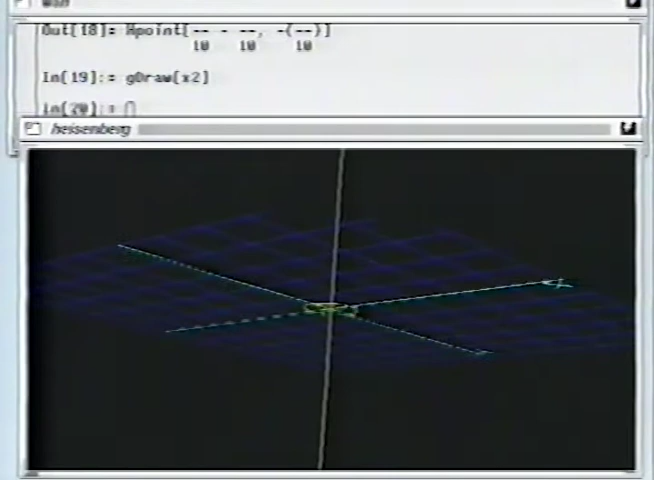 Out[18]= Hpoint[-- - --, -(--)]
10 10 10
In[19]:= gDraw[x2]
In[20]:=
heisenberg